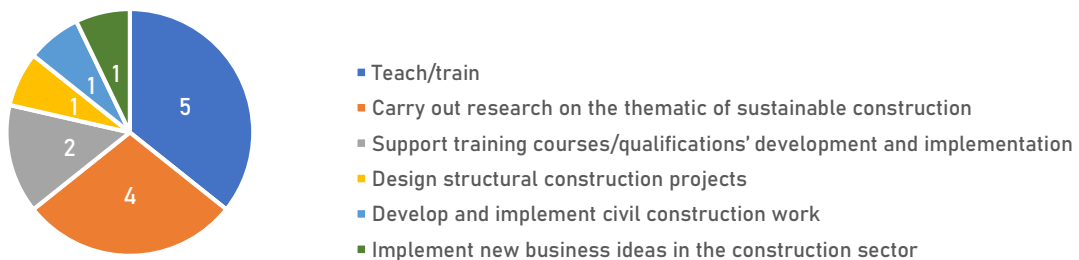 1
1
1
5
2
4
Teach/train
Carry out research on the thematic of sustainable construction
Support training courses/qualifications’ development and implementation
Design structural construction projects
Develop and implement civil construction work
Implement new business ideas in the construction sector